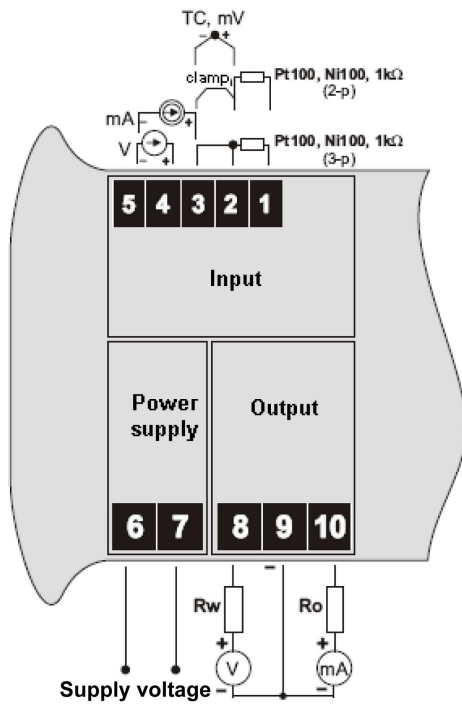 TC, mV
- +
clamp
Pt100, Ni100, 1kΩ
(2-p)
mA - +
V - +
Pt100, Ni100, 1kΩ
(3-p)
5 4 3 2 1
Input
Power
supply
Output
6 7 8 9 10
-
Rw Ro
+ +
V mA
- -
Supply voltage